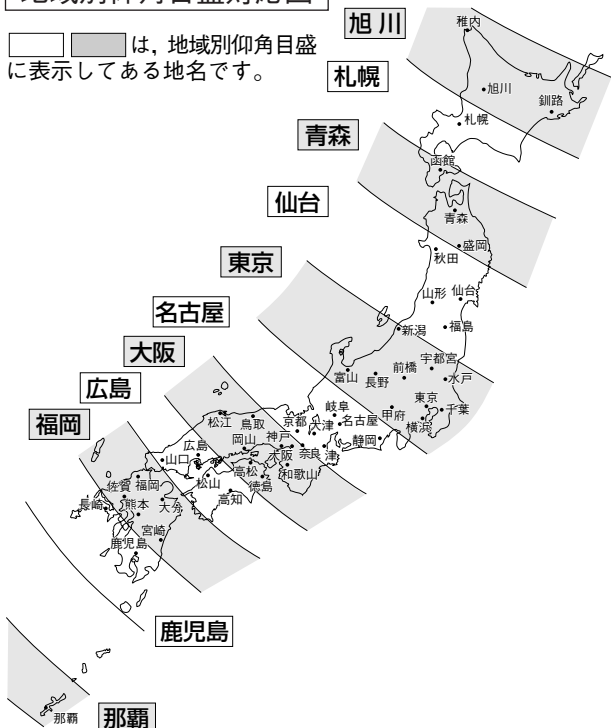 地域別仰角目盛対応図
は，地域別仰角目盛
に表示してある地名です。
旭川
札幌
青森
仙台
東京
名古屋
大阪
広島
福岡
鹿児島
那覇
稚内
旭川
釧路
札幌
函館
青森
盛岡
秋田
山形
仙台
新潟
福島
宇都宮
前橋
富山
長野
水戸
東京
岐阜
甲府
千葉
横浜
名古屋
京都
大津
静岡
松江
鳥取
岡山
神戸
大阪
奈良
津
広島
山口
高松
和歌山
徳島
松山
高知
佐賀
福岡
長崎
熊本
大分
宮崎
鹿児島
那覇